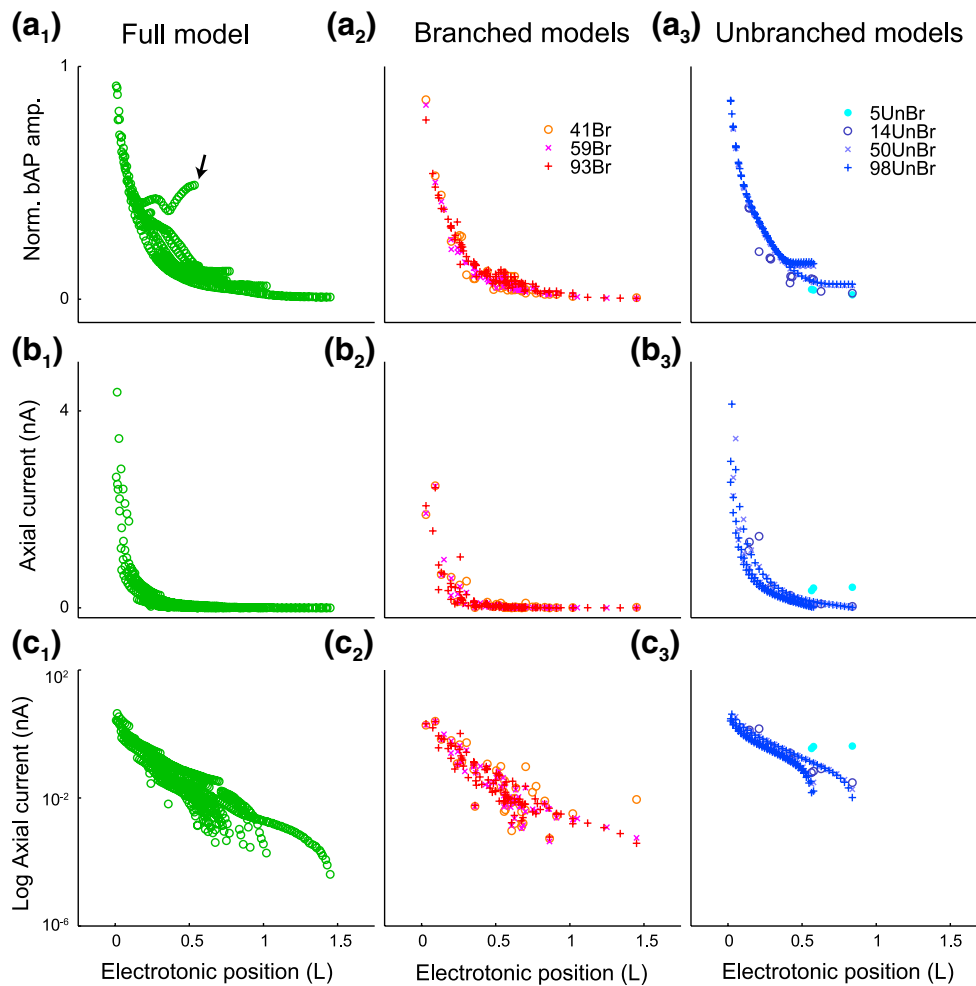 (a1) Full model
(a2) Branched models
(a3) Unbranched models
1
0
Norm. bAP amp.
41Br
59Br
93Br
5UnBr
14UnBr
50UnBr
98UnBr
(b1)
(b2)
(b3)
4
0
Axial current (nA)
(c1)
(c2)
(c3)
10^2
10^-2
10^-6
Log Axial current (nA)
0 0.5 1 1.5
0 0.5 1 1.5
0 0.5 1 1.5
Electrotonic position (L)
Electrotonic position (L)
Electrotonic position (L)